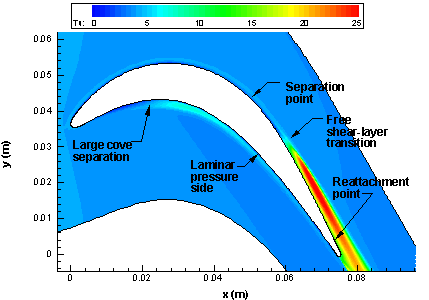 Tu: 0 5 10 15 20 25
0.06
0.05
0.04
0.03
0.02
0.01
0
y (m)
Separation
point
Free
shear-layer
transition
Large cove
separation
Laminar
pressure
side
Reattachment
point
0 0.02 0.04 0.06 0.08
x (m)